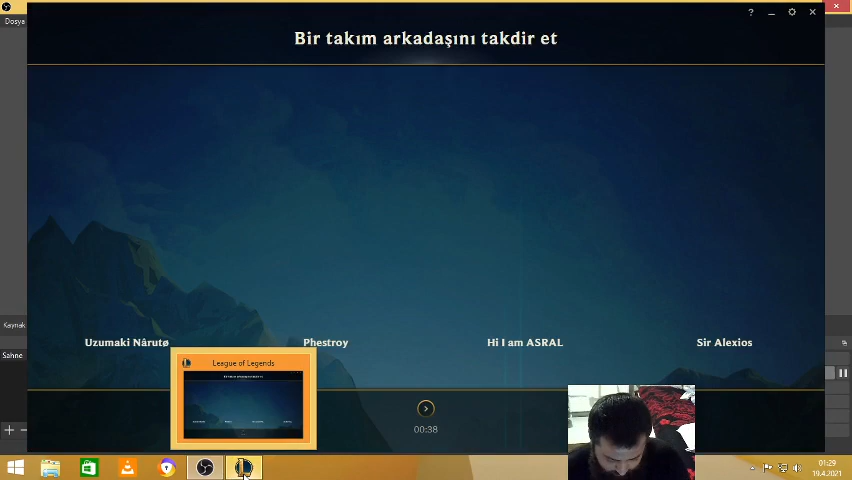 Dosya
?
Bir takım arkadaşını takdir et
Kaynak
Sahne
Uzumaki Nârutø
Phestroy
Hi I am ASRAL
Sir Alexios
League of Legends
00:38
01:29
19.4.2021